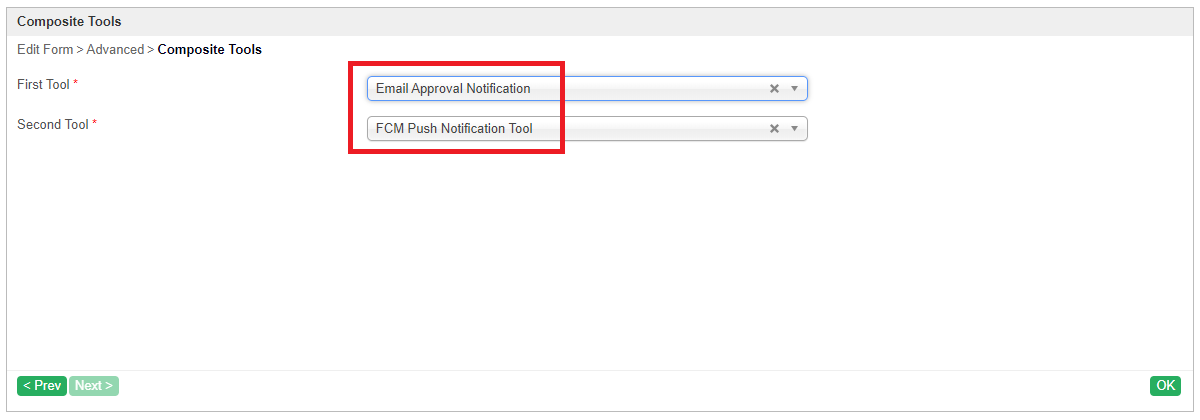 Composite Tools
Edit Form > Advanced > Composite Tools
First Tool *
Email Approval Notification
Second Tool *
FCM Push Notification Tool
< Prev
Next >
OK